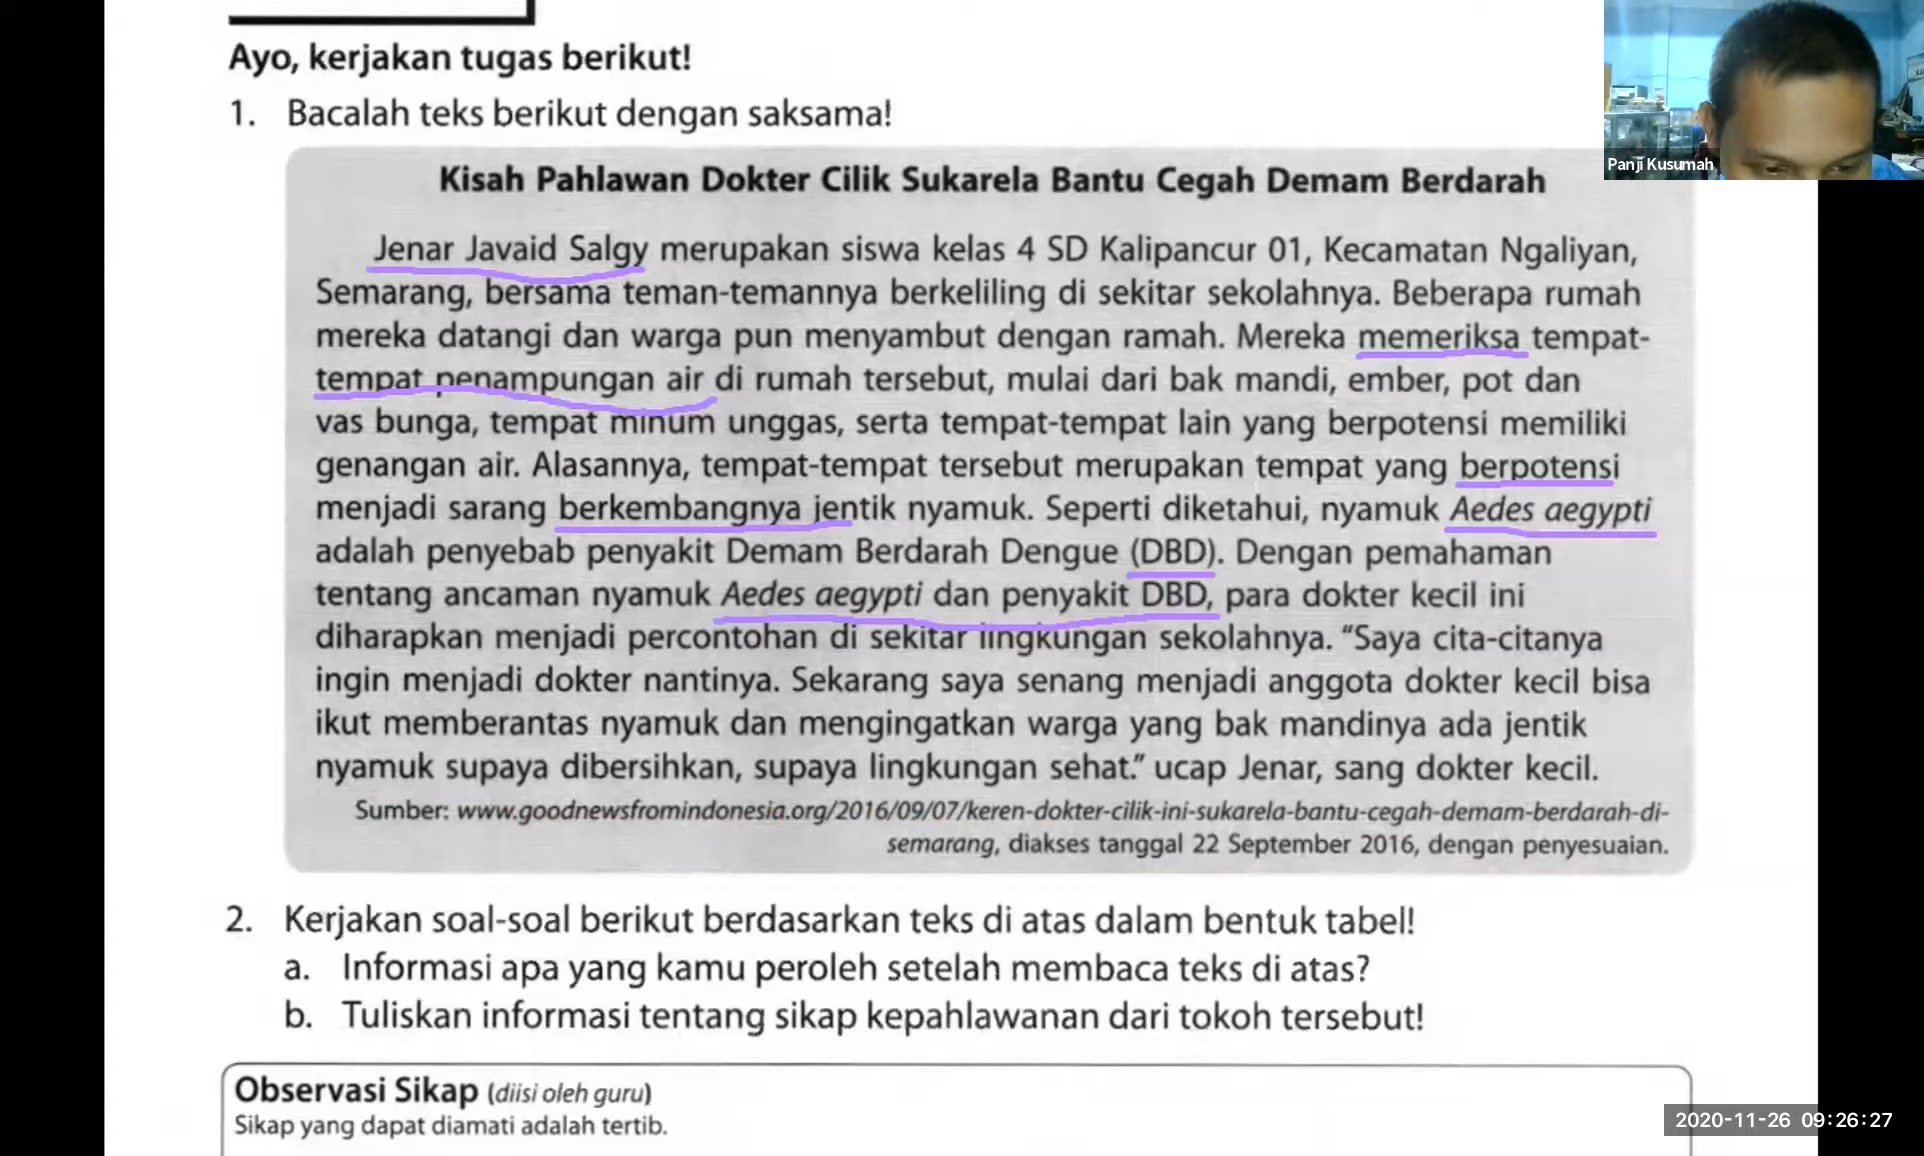 Ayo, kerjakan tugas berikut!
1. Bacalah teks berikut dengan saksama!
Kisah Pahlawan Dokter Cilik Sukarela Bantu Cegah Demam Berdarah
Jenar Javaid Salgy merupakan siswa kelas 4 SD Kalipancur 01, Kecamatan Ngaliyan,
Semarang, bersama teman-temannya berkeliling di sekitar sekolahnya. Beberapa rumah
mereka datangi dan warga pun menyambut dengan ramah. Mereka memeriksa tempat-
tempat penampungan air di rumah tersebut, mulai dari bak mandi, ember, pot dan
vas bunga, tempat minum unggas, serta tempat-tempat lain yang berpotensi memiliki
genangan air. Alasannya, tempat-tempat tersebut merupakan tempat yang berpotensi
menjadi sarang berkembangnya jentik nyamuk. Seperti diketahui, nyamuk Aedes aegypti
adalah penyebab penyakit Demam Berdarah Dengue (DBD). Dengan pemahaman
tentang ancaman nyamuk Aedes aegypti dan penyakit DBD, para dokter kecil ini
diharapkan menjadi percontohan di sekitar lingkungan sekolahnya. “Saya cita-citanya
ingin menjadi dokter nantinya. Sekarang saya senang menjadi anggota dokter kecil bisa
ikut memberantas nyamuk dan mengingatkan warga yang bak mandinya ada jentik
nyamuk supaya dibersihkan, supaya lingkungan sehat.” ucap Jenar, sang dokter kecil.
Sumber: www.goodnewsfromindonesia.org/2016/09/07/keren-dokter-cilik-ini-sukarela-bantu-cegah-demam-berdarah-di-
semarang, diakses tanggal 22 September 2016, dengan penyesuaian.
2. Kerjakan soal-soal berikut berdasarkan teks di atas dalam bentuk tabel!
a. Informasi apa yang kamu peroleh setelah membaca teks di atas?
b. Tuliskan informasi tentang sikap kepahlawanan dari tokoh tersebut!
Observasi Sikap (diisi oleh guru)
Sikap yang dapat diamati adalah tertib.
Panji Kusumah
2020-11-26 09:26:27